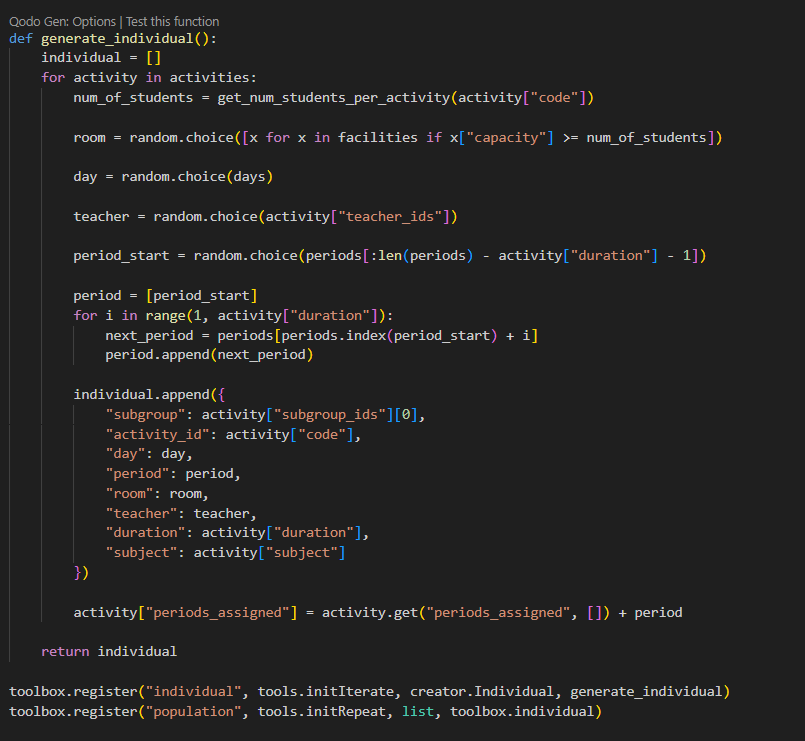 Qodo Gen: Options | Test this function
def generate_individual():
    individual = []
    for activity in activities:
        num_of_students = get_num_students_per_activity(activity["code"])
        room = random.choice([x for x in facilities if x["capacity"] >= num_of_students])
        day = random.choice(days)
        teacher = random.choice(activity["teacher_ids"])
        period_start = random.choice(periods[:len(periods) - activity["duration"] - 1])
        period = [period_start]
        for i in range(1, activity["duration"]):
            next_period = periods[periods.index(period_start) + i]
            period.append(next_period)
        individual.append({
            "subgroup": activity["subgroup_ids"][0],
            "activity_id": activity["code"],
            "day": day,
            "period": period,
            "room": room,
            "teacher": teacher,
            "duration": activity["duration"],
            "subject": activity["subject"]
        })
        activity["periods_assigned"] = activity.get("periods_assigned", []) + period
    return individual
toolbox.register("individual", tools.initIterate, creator.Individual, generate_individual)
toolbox.register("population", tools.initRepeat, list, toolbox.individual)